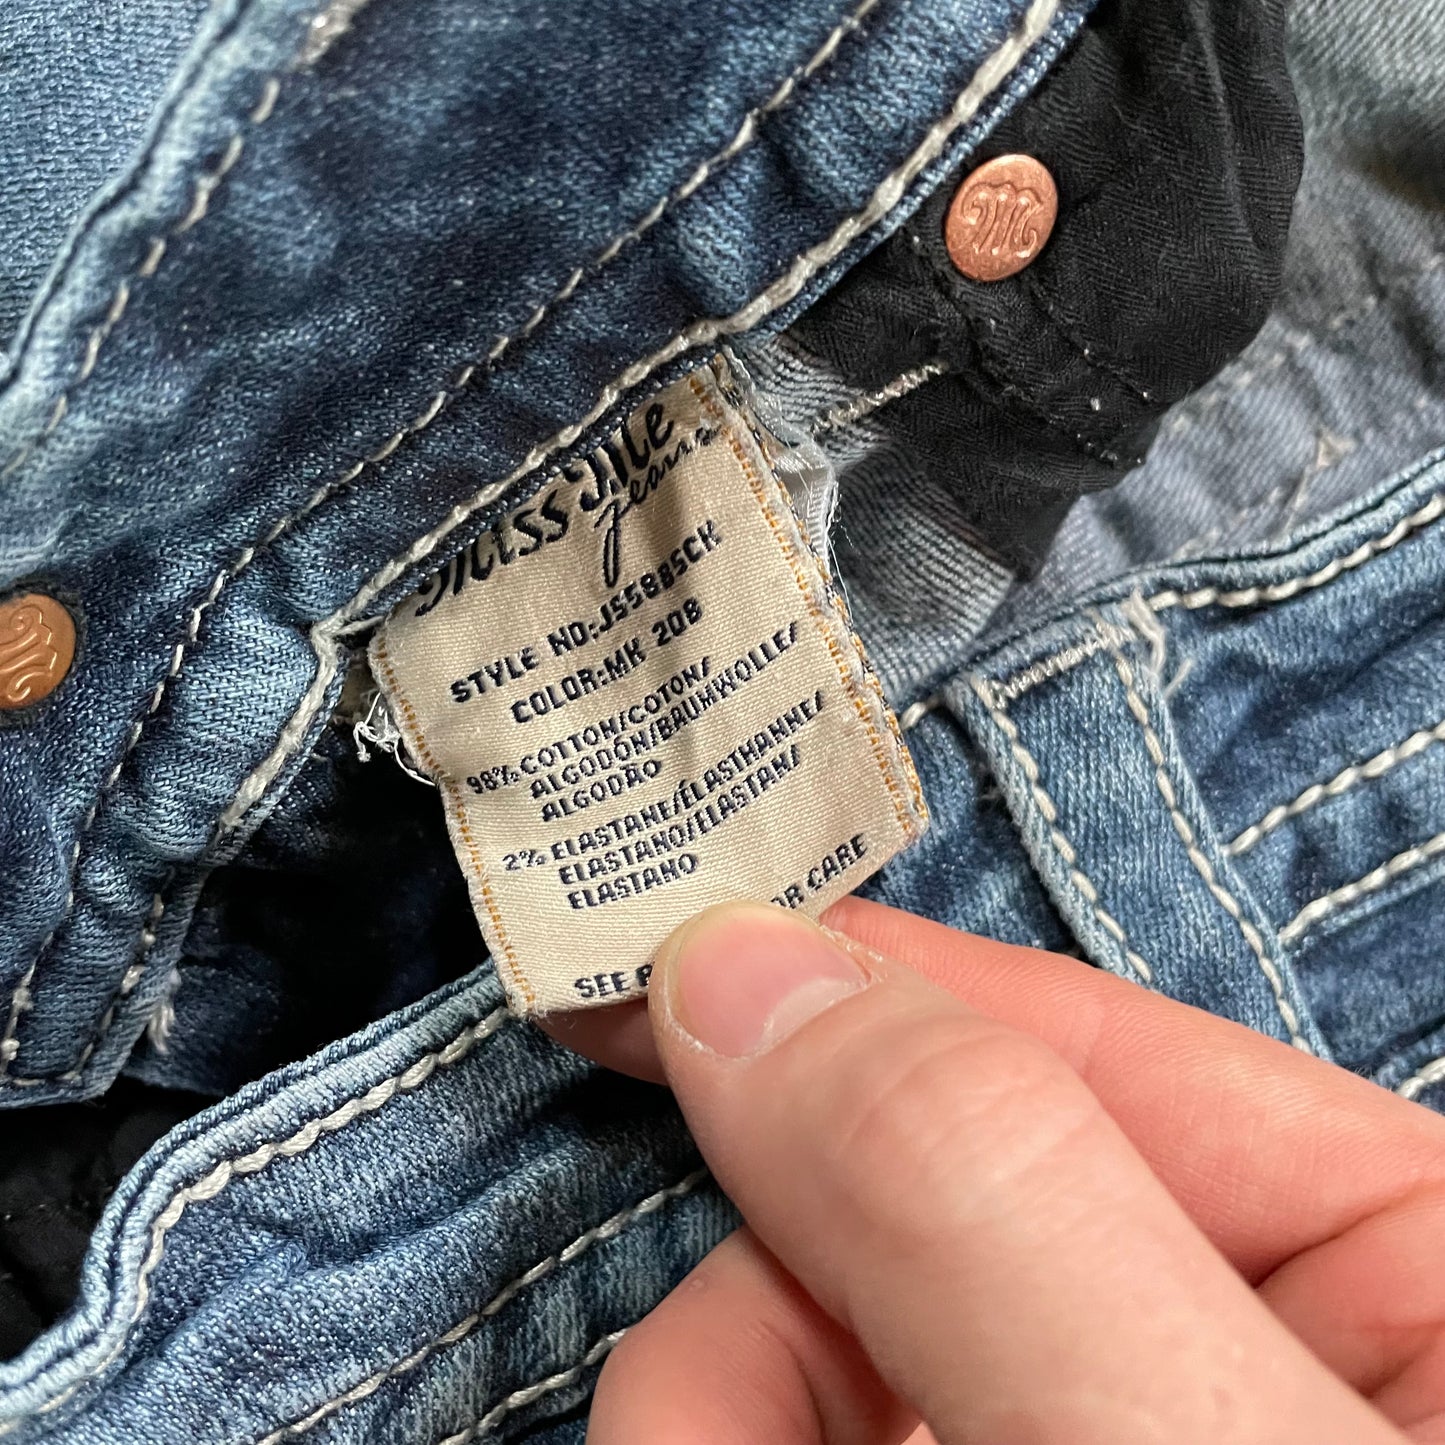 Miss Me
jeans
STYLE NO:JS5885CK
COLOR:MK 208
98% COTTON/COTON/
ALGODÓN/BAUMWOLLE/
ALGODÃO
2% ELASTANE/ELASTHANNE/
ELASTANO/ELASTAN/
ELASTANO
SEE CARE